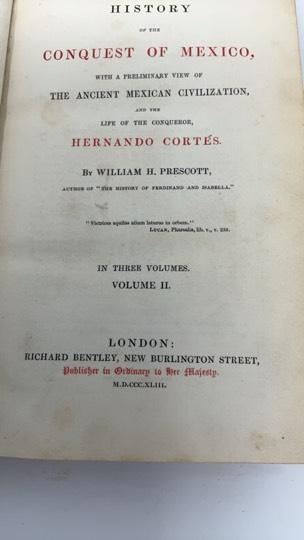 HISTORY
OF THE
CONQUEST OF MEXICO,
WITH A PRELIMINARY VIEW OF
THE ANCIENT MEXICAN CIVILIZATION,
AND THE
LIFE OF THE CONQUEROR,
HERNANDO CORTÉS.
BY WILLIAM H. PRESCOTT,
AUTHOR OF "THE HISTORY OF FERDINAND AND ISABELLA."
"Victrices aquilas alium laturus in orbem."
LUCAN, Pharsalia, lib. v., v. 238.
IN THREE VOLUMES.
VOLUME II.
LONDON:
RICHARD BENTLEY, NEW BURLINGTON STREET,
Publisher in Ordinary to Her Majesty.
M.D.CCC.XLIII.